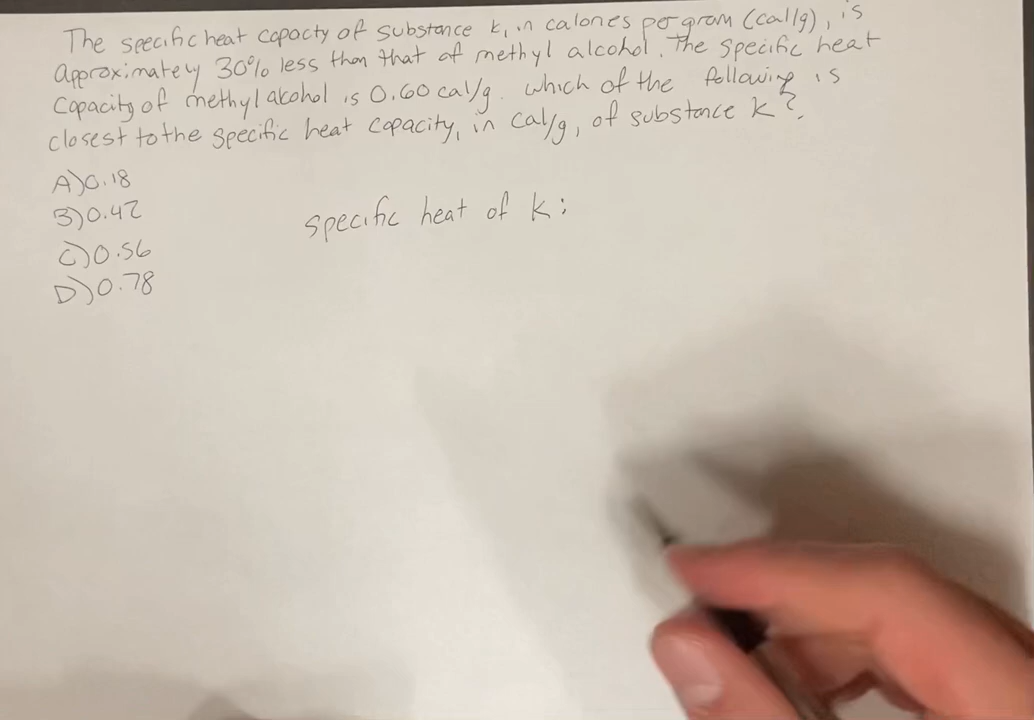 The specific heat capacty of substance k, in calories per gram (cal/g), is
approximately 30% less than that of methyl alcohol. The specific heat
capacity of methyl alcohol is 0.60 cal/g. which of the following is
closest to the specific heat capacity, in cal/g, of substance k?
A) 0.18
B) 0.42
C) 0.56
D) 0.78
specific heat of k: